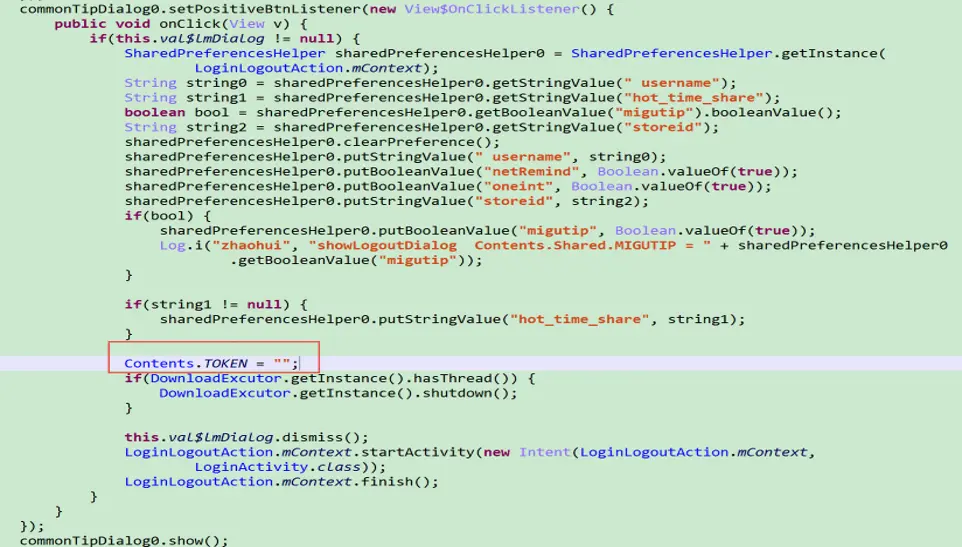 commonTipDialog0.setPositiveBtnListener(new View$OnClickListener() {
    public void onClick(View v) {
        if(this.val$lmDialog != null) {
            SharedPreferencesHelper sharedPreferencesHelper0 = SharedPreferencesHelper.getInstance(
                    LoginLogoutAction.mContext);
            String string0 = sharedPreferencesHelper0.getStringValue(" username");
            String string1 = sharedPreferencesHelper0.getStringValue("hot_time_share");
            boolean bool = sharedPreferencesHelper0.getBooleanValue("migutip").booleanValue();
            String string2 = sharedPreferencesHelper0.getStringValue("storeid");
            sharedPreferencesHelper0.clearPreference();
            sharedPreferencesHelper0.putStringValue(" username", string0);
            sharedPreferencesHelper0.putBooleanValue("netRemind", Boolean.valueOf(true));
            sharedPreferencesHelper0.putBooleanValue("oneint", Boolean.valueOf(true));
            sharedPreferencesHelper0.putStringValue("storeid", string2);
            if(bool) {
                sharedPreferencesHelper0.putBooleanValue("migutip", Boolean.valueOf(true));
                Log.i("zhaohui", "showLogoutDialog  Contents.Shared.MIGUTIP = " + sharedPreferencesHelper0
                        .getBooleanValue("migutip"));
            }

            if(string1 != null) {
                sharedPreferencesHelper0.putStringValue("hot_time_share", string1);
            }

            Contents.TOKEN = "";
            if(DownloadExcutor.getInstance().hasThread()) {
                DownloadExcutor.getInstance().shutdown();
            }

            this.val$lmDialog.dismiss();
            LoginLogoutAction.mContext.startActivity(new Intent(LoginLogoutAction.mContext,
                    LoginActivity.class));
            LoginLogoutAction.mContext.finish();
        }
    }
});
commonTipDialog0.show();